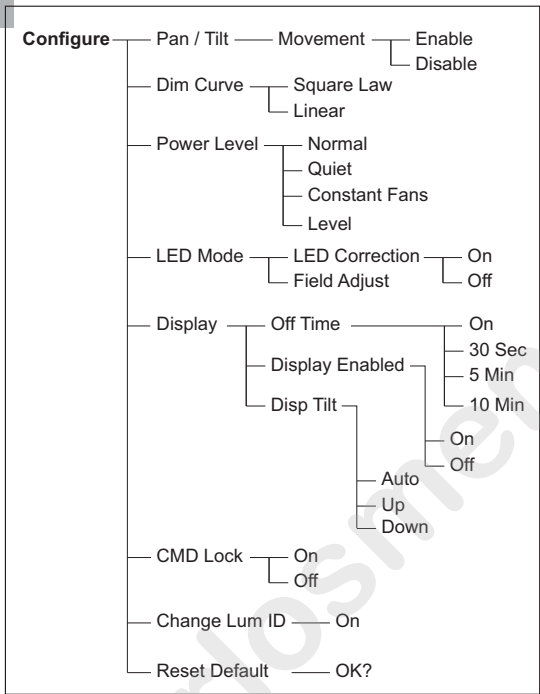 Configure Pan / Tilt Movement Enable
Disable
Dim Curve Square Law
Linear
Power Level Normal
Quiet
Constant Fans
Level
LED Mode LED Correction On
Field Adjust Off
Display Off Time On
30 Sec
Display Enabled
5 Min
Disp Tilt 10 Min
On
Off
Auto
Up
Down
CMD Lock On
Off
Change Lum ID On
Reset Default OK?